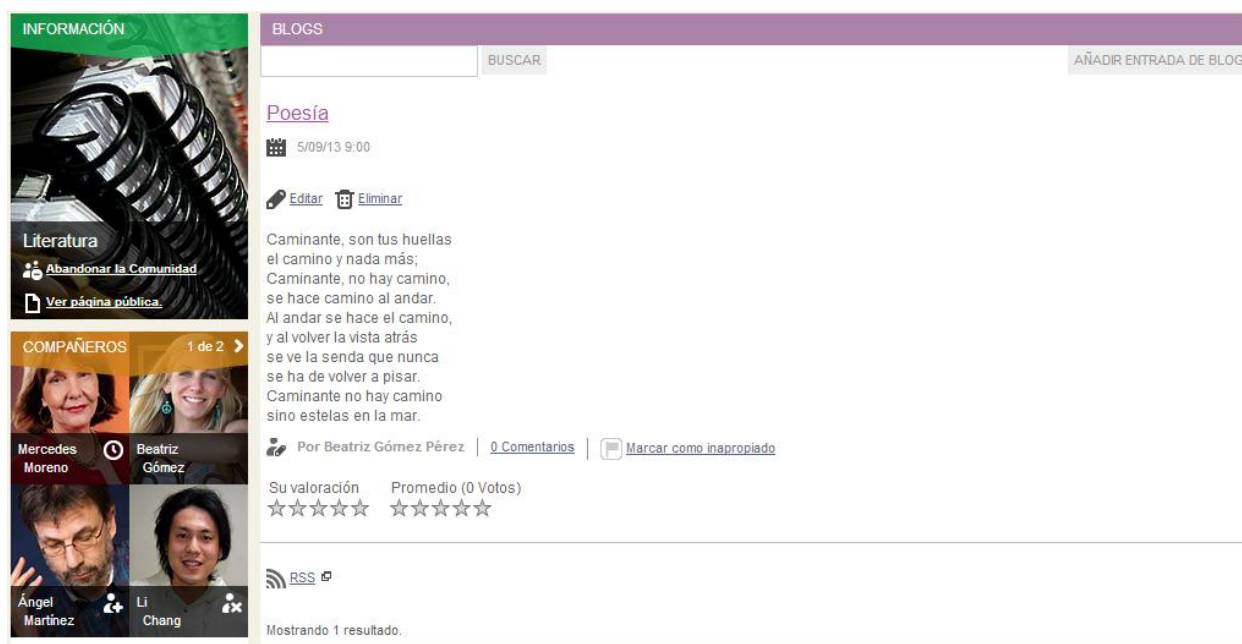 INFORMACIÓN
Literatura
Abandonar la Comunidad
Ver página pública.
COMPAÑEROS 1 de 2
Mercedes Moreno
Beatriz Gómez
Ángel Martínez
Li Chang
BLOGS
BUSCAR
AÑADIR ENTRADA DE BLOG
Poesía
5/09/13 9:00
Editar Eliminar
Caminante, son tus huellas
el camino y nada más;
Caminante, no hay camino,
se hace camino al andar.
Al andar se hace el camino,
y al volver la vista atrás
se ve la senda que nunca
se ha de volver a pisar.
Caminante no hay camino
sino estelas en la mar.
Por Beatriz Gómez Pérez | 0 Comentarios | Marcar como inapropiado
Su valoración Promedio (0 Votos)
RSS
Mostrando 1 resultado.